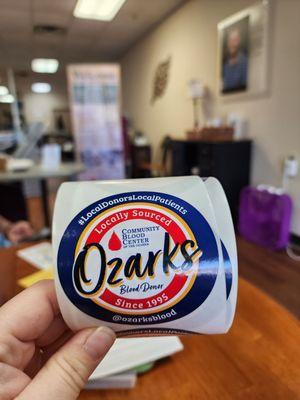 #LocalDonorsLocalPatients
Locally Sourced
COMMUNITY
BLOOD
CENTER
OF THE OZARKS
Ozarks
Blood Donor
Since 1995
@ozarksblood